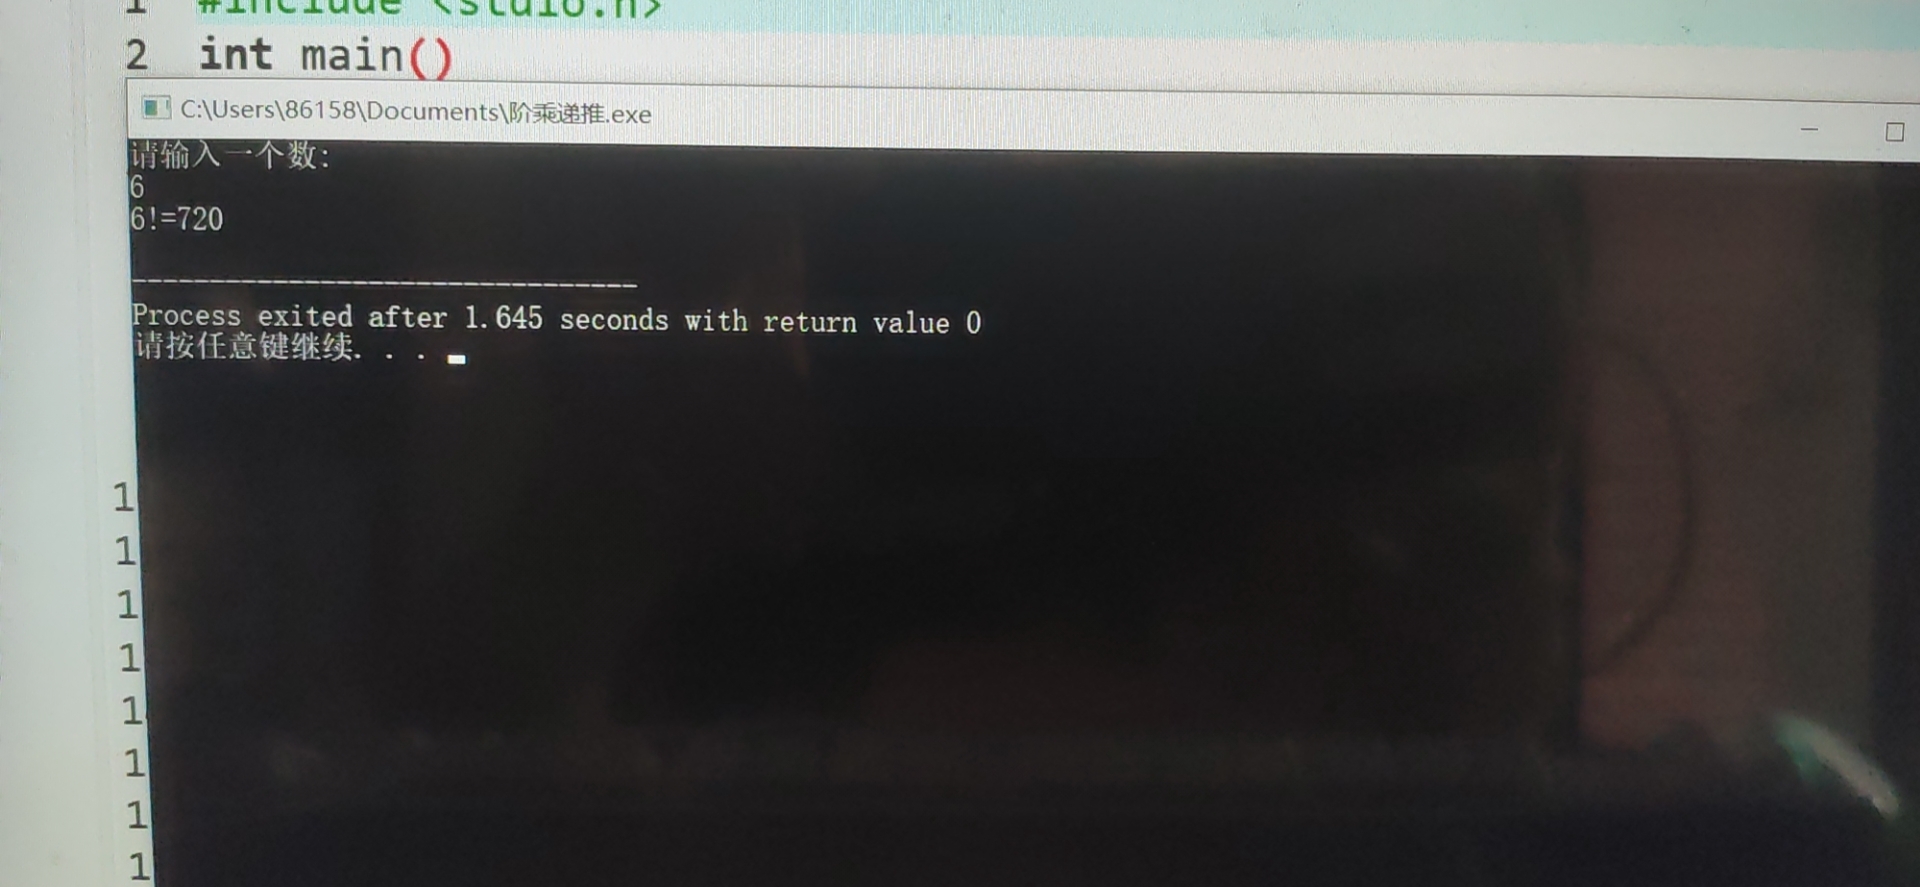 1 #include <stdio.h>
2 int main()
C:\Users\86158\Documents\阶乘递推.exe
请输入一个数:
6
6!=720
--------------------------------
Process exited after 1.645 seconds with return value 0
请按任意键继续. . .
1
1
1
1
1
1
1
1